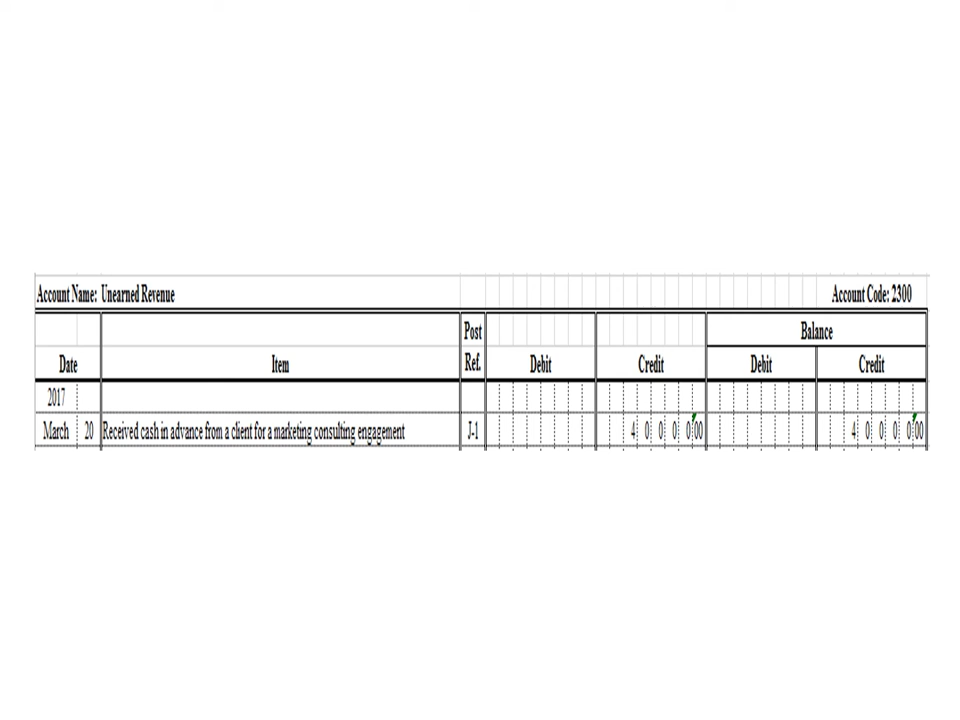 Account Name: Unearned Revenue Account Code: 2300
Post Balance
Date Item Ref. Debit Credit Debit Credit
2017
March 20 Received cash in advance from a client for a marketing consulting engagement J-1 4 0 0 0 0 00 4 0 0 0 0 00